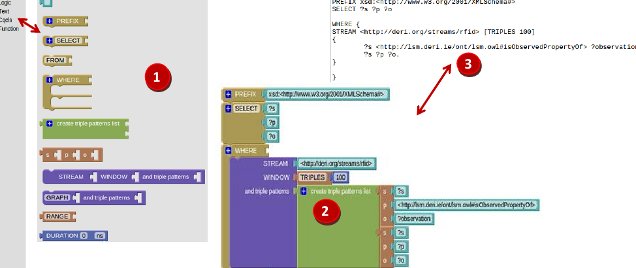 Logic
Text
Cycle
Function
PREFIX
SELECT
FROM
WHERE
create triple patterns list
s p o
STREAM WINDOW and triple patterns
GRAPH and triple patterns
RANGE
DURATION 0 ns
1
PREFIX xsd:<http://www.w3.org/2001/XMLSchema>
SELECT ?s ?p ?o
WHERE {
STREAM <http://deri.org/streams/rfid> [TRIPLES 100]
{
?s <http://lsm.deri.ie/ont/lsm.owl#isObservedPropertyOf> ?observation
?s ?p ?o.
}
}
3
PREFIX xsd:<http://www.w3.org/2001/XMLSchema>
SELECT ?s
?p
?o
WHERE
STREAM <http://deri.org/streams/rfid>
WINDOW TRIPLES 100
and triple patterns create triple patterns list s ?s
p <http://lsm.deri.ie/ont/lsm.owl#isObservedPropertyOf>
o ?observation
s ?s
p ?p
o ?o
2